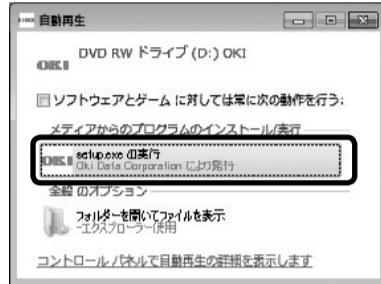 自動再生
DVD RW ドライブ (D:) OKI
OKI
ソフトウェアとゲーム に対しては常に次の動作を行う:
メディアからのプログラムのインストール/実行
OKI setup.exe の実行
Oki Data Corporation により発行
全般 のオプション
フォルダーを開いてファイルを表示
-エクスプローラー使用
コントロール パネルで自動再生の詳細を表示します